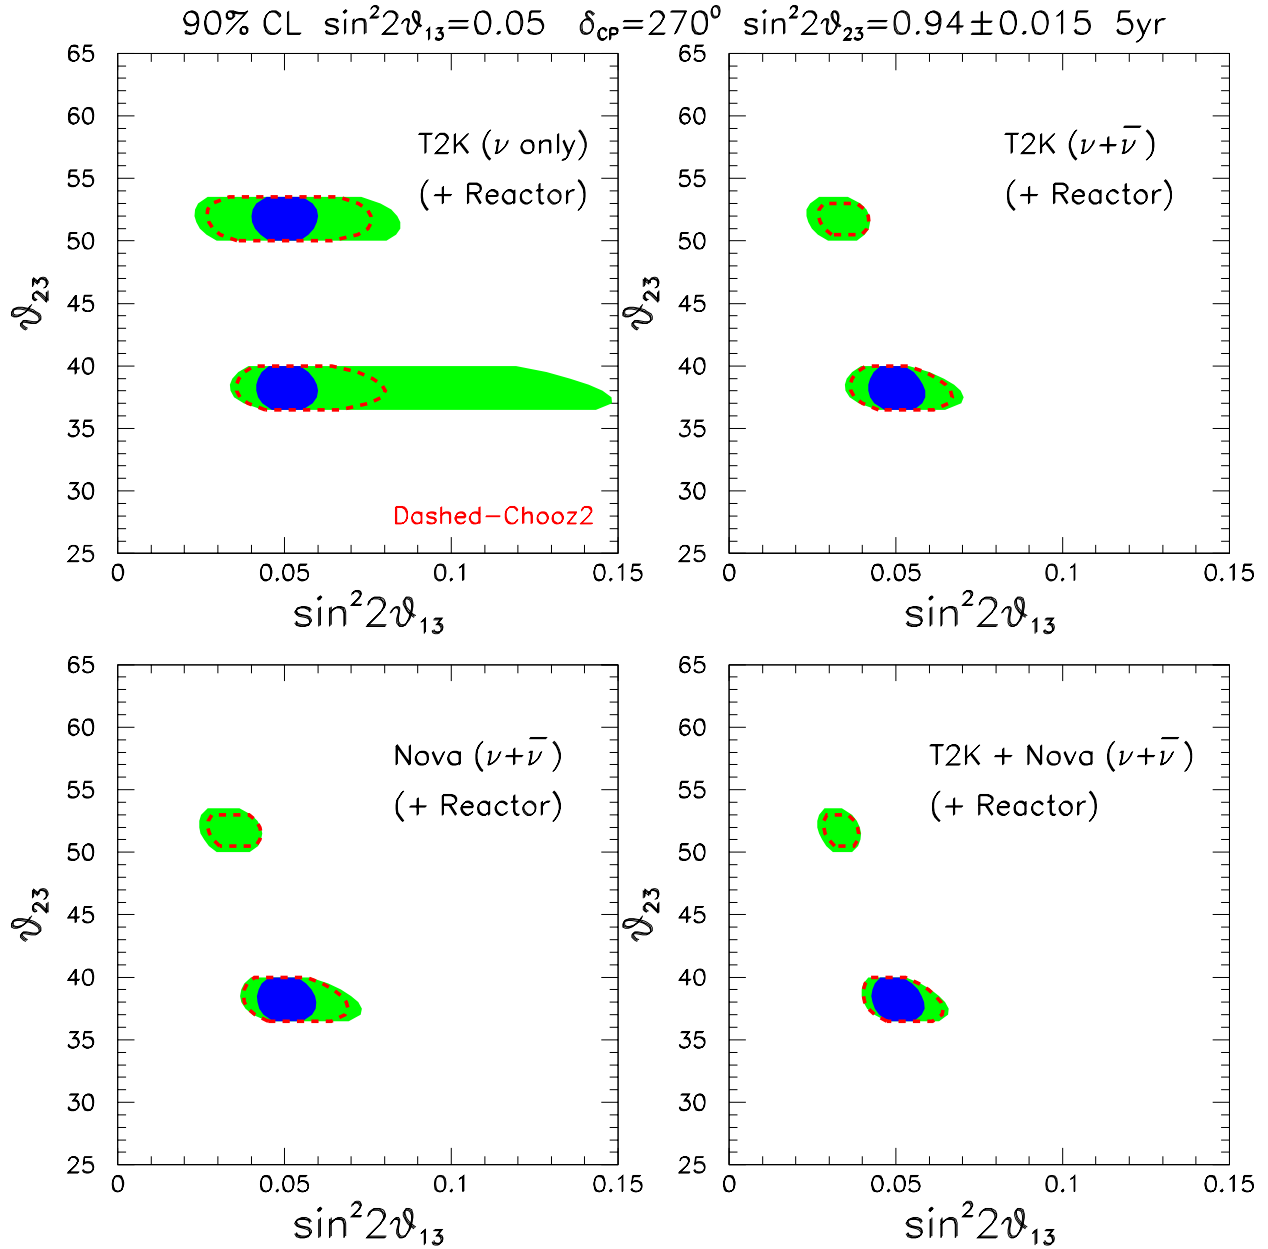 90% CL sin²2ϑ₁₃=0.05 δ_CP=270⁰ sin²2ϑ₂₃=0.94±0.015 5yr
65
60
55
50
45
40
35
30
25
ϑ₂₃
T2K (ν only)
(+ Reactor)
Dashed−Chooz2
0 0.05 0.1 0.15
sin²2ϑ₁₃
65
60
55
50
45
40
35
30
25
ϑ₂₃
T2K (ν+ν̅)
(+ Reactor)
0 0.05 0.1 0.15
sin²2ϑ₁₃
65
60
55
50
45
40
35
30
25
ϑ₂₃
Nova (ν+ν̅)
(+ Reactor)
0 0.05 0.1 0.15
sin²2ϑ₁₃
65
60
55
50
45
40
35
30
25
ϑ₂₃
T2K + Nova (ν+ν̅)
(+ Reactor)
0 0.05 0.1 0.15
sin²2ϑ₁₃